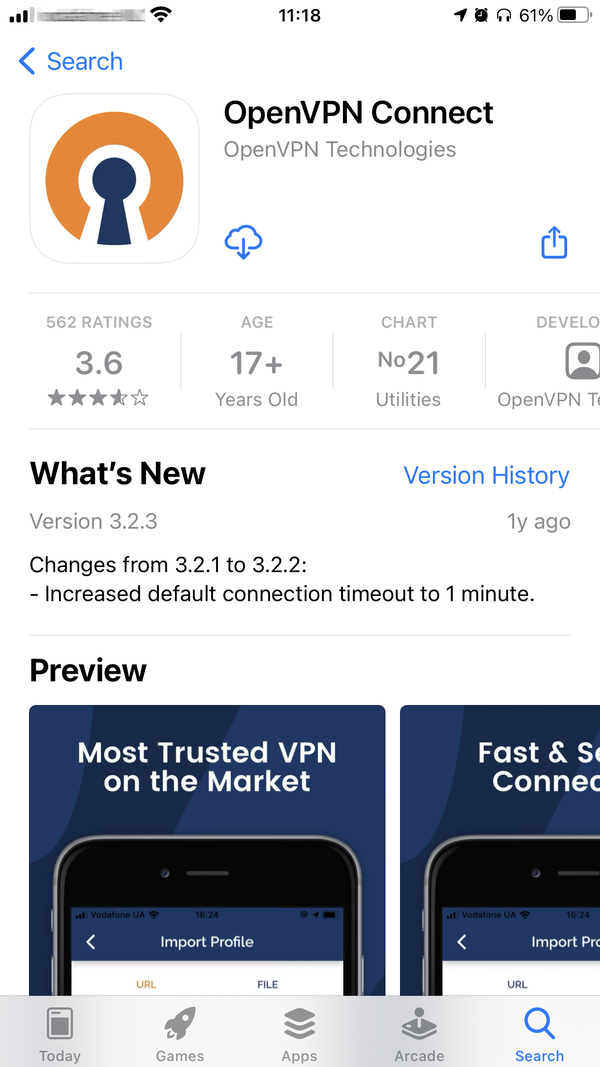 11:18
61%
Search
OpenVPN Connect
OpenVPN Technologies
562 RATINGS
3.6
AGE
17+
Years Old
CHART
No21
Utilities
DEVELO
OpenVPN Te
What's New
Version History
Version 3.2.3
1y ago
Changes from 3.2.1 to 3.2.2:
- Increased default connection timeout to 1 minute.
Preview
Most Trusted VPN
on the Market
Vodafone UA
16:24
Import Profile
URL
FILE
Fast & Se
Connec
Vodafone UA
16:24
Import Pro
URL
Today
Games
Apps
Arcade
Search